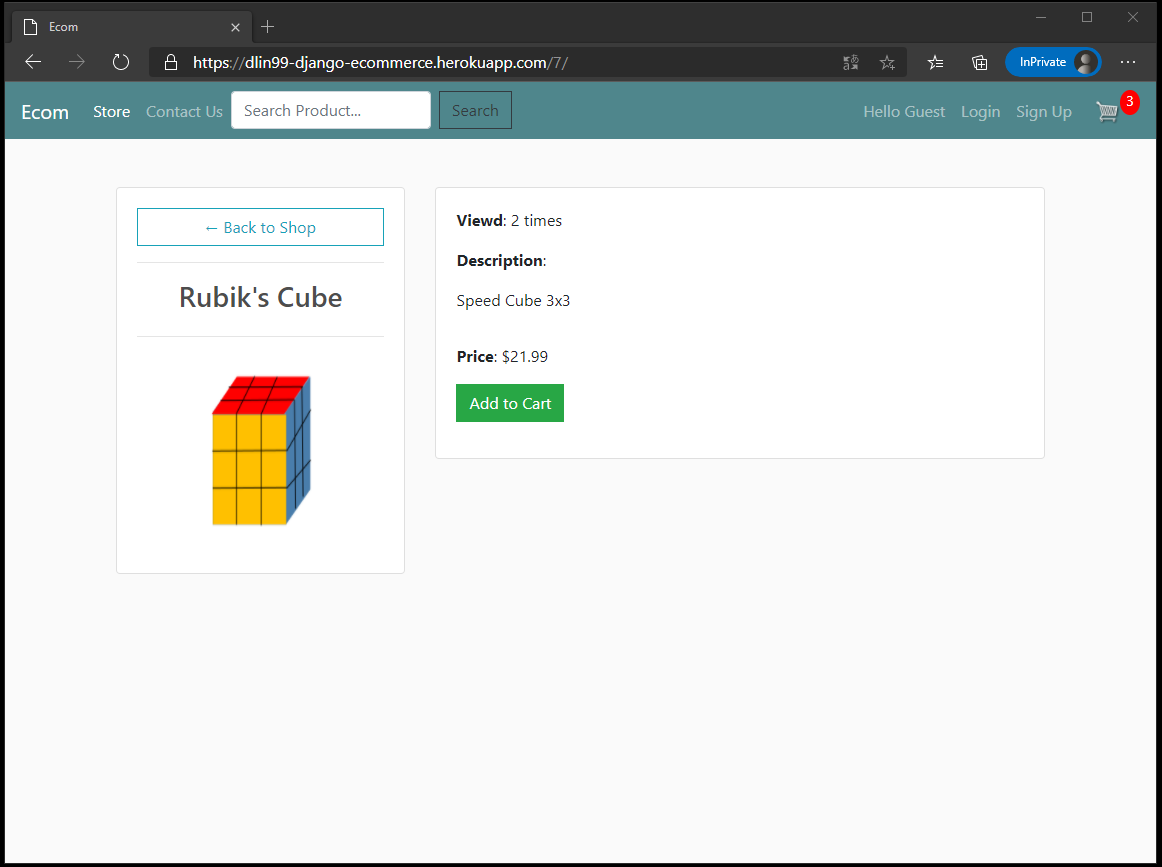 Ecom
https://dlin99-django-ecommerce.herokuapp.com/7/
InPrivate
Ecom Store Contact Us Search Product... Search Hello Guest Login Sign Up 3
← Back to Shop
Rubik's Cube
Viewd: 2 times
Description:
Speed Cube 3x3
Price: $21.99
Add to Cart